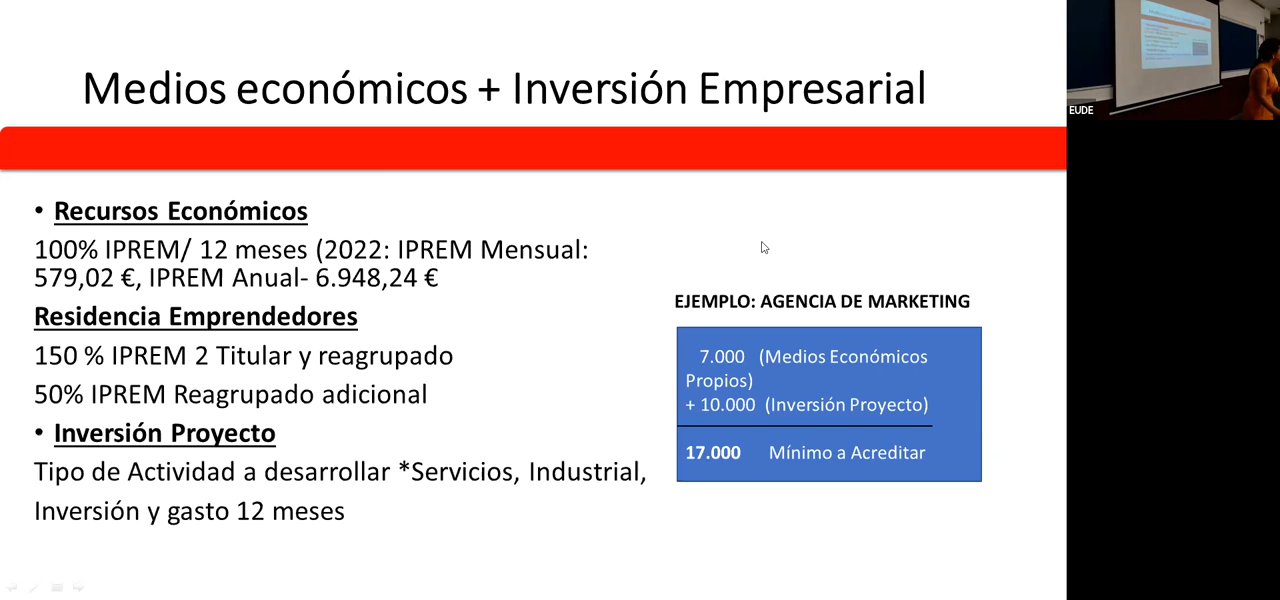 Medios económicos + Inversión Empresarial
• Recursos Económicos
100% IPREM/ 12 meses (2022: IPREM Mensual:
579,02 €, IPREM Anual- 6.948,24 €
Residencia Emprendedores
150 % IPREM 2 Titular y reagrupado
50% IPREM Reagrupado adicional
• Inversión Proyecto
Tipo de Actividad a desarrollar *Servicios, Industrial,
Inversión y gasto 12 meses
EJEMPLO: AGENCIA DE MARKETING
7.000 (Medios Económicos
Propios)
+ 10.000 (Inversión Proyecto)
17.000 Mínimo a Acreditar
EUDE